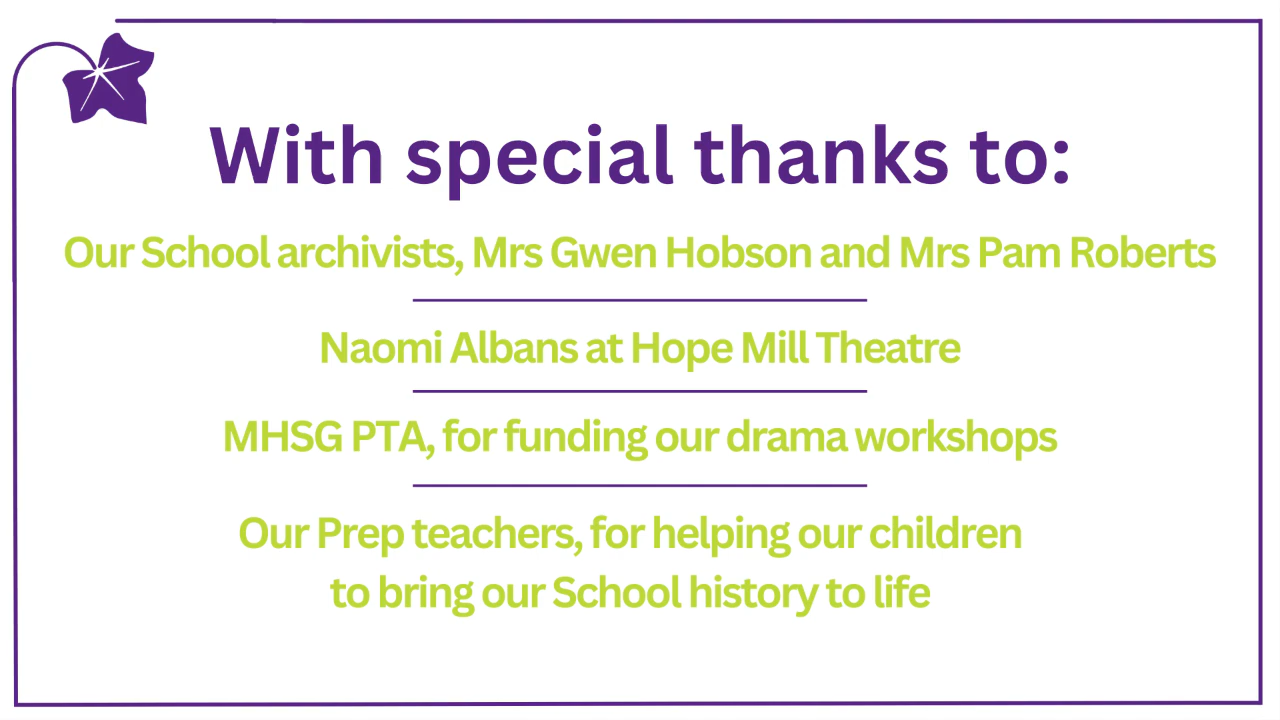 With special thanks to:
Our School archivists, Mrs Gwen Hobson and Mrs Pam Roberts
Naomi Albans at Hope Mill Theatre
MHSG PTA, for funding our drama workshops
Our Prep teachers, for helping our children
to bring our School history to life